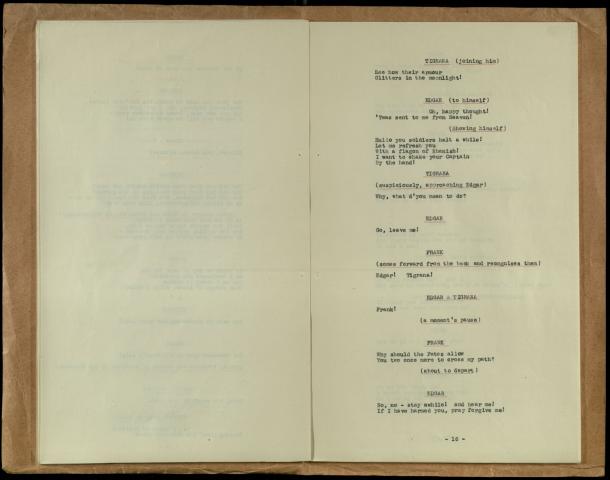 TIGRANA (joining him)
See how their armour
Glitters in the moonlight!
EDGAR (to himself)
Oh, happy thought!
'Twas sent to me from Heaven!
(Showing himself)
Hallo you soldiers halt a while!
Let me refresh you
With a flagon of Rhenish!
I want to shake your Captain
By the hand!
TIGRANA
(suspiciously, approaching Edgar)
Why, what d'you mean to do?
EDGAR
Go, leave me!
FRANK
(comes forward from the back and recognises them)
Edgar! Tigrana!
EDGAR & TIGRANA
Frank!
(a moment's pause)
FRANK
Why should the Fates allow
You two once more to cross my path?
(about to depart)
EDGAR
No, no - stay awhile! and hear me!
If I have harmed you, pray forgive me!
- 16 -